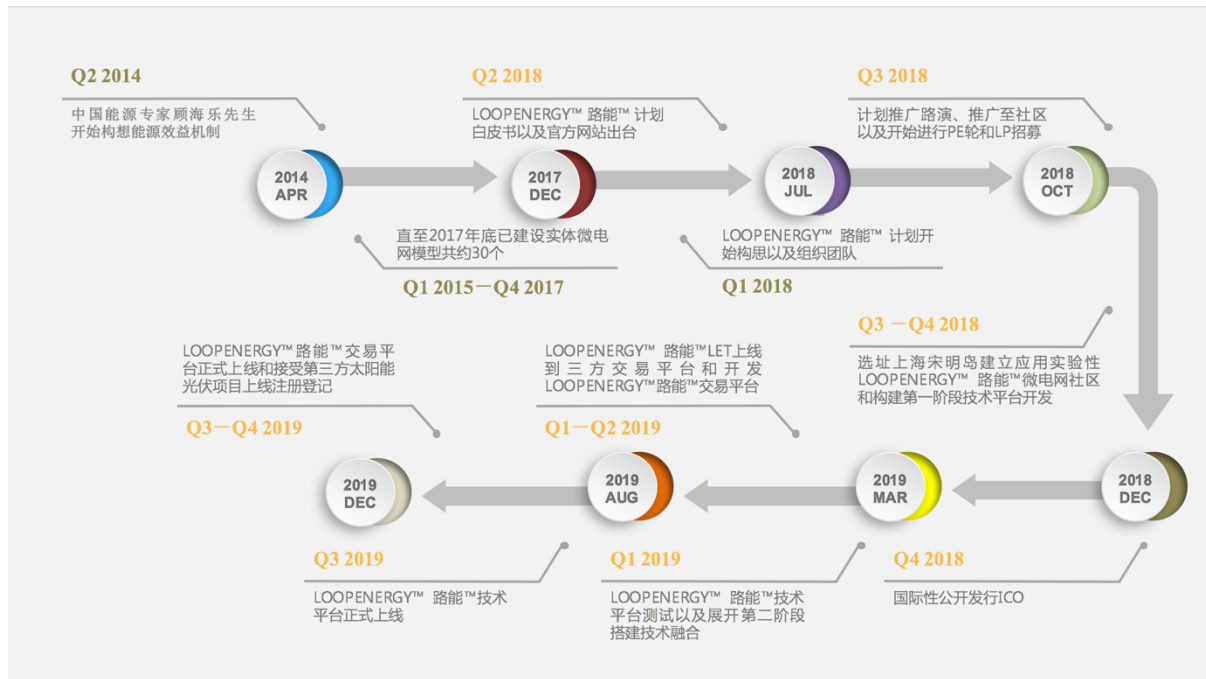 Q2 2014
中国能源专家顾海乐先生
开始构想能源效益机制
Q2 2018
LOOPENERGY™ 路能™ 计划
白皮书以及官方网站出台
Q3 2018
计划推广路演、推广至社区
以及开始进行PE轮和LP招募
2014
APR
2017
DEC
2018
JUL
2018
OCT
直至2017年底已建设实体微电
网模型共约30个
Q1 2015－Q4 2017
LOOPENERGY™ 路能™ 计划开
始构思以及组织团队
Q1 2018
Q3 －Q4 2018
选址上海宋明岛建立应用实验性
LOOPENERGY™ 路能™微电网社区
和构建第一阶段技术平台开发
LOOPENERGY™路能™交易平
台正式上线和接受第三方太阳能
光伏项目上线注册登记
Q3－Q4 2019
LOOPENERGY™ 路能™LET上线
到三方交易平台和开发
LOOPENERGY™路能™交易平台
Q1－Q2 2019
2019
DEC
2019
AUG
2019
MAR
2018
DEC
Q3 2019
LOOPENERGY™ 路能™技术
平台正式上线
Q1 2019
LOOPENERGY™ 路能™技术
平台测试以及展开第二阶段
搭建技术融合
Q4 2018
国际性公开发行ICO